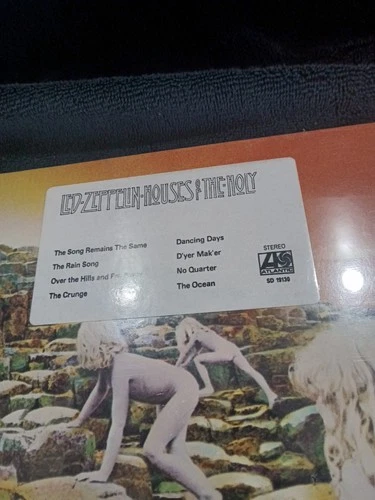 LED·ZEPPELIN·HOUSES OF THE·HOLY
The Song Remains The Same
The Rain Song
Over the Hills and
The Crunge
Dancing Days
D'yer Mak'er
No Quarter
The Ocean
STEREO
ATLANTIC
SD 19130